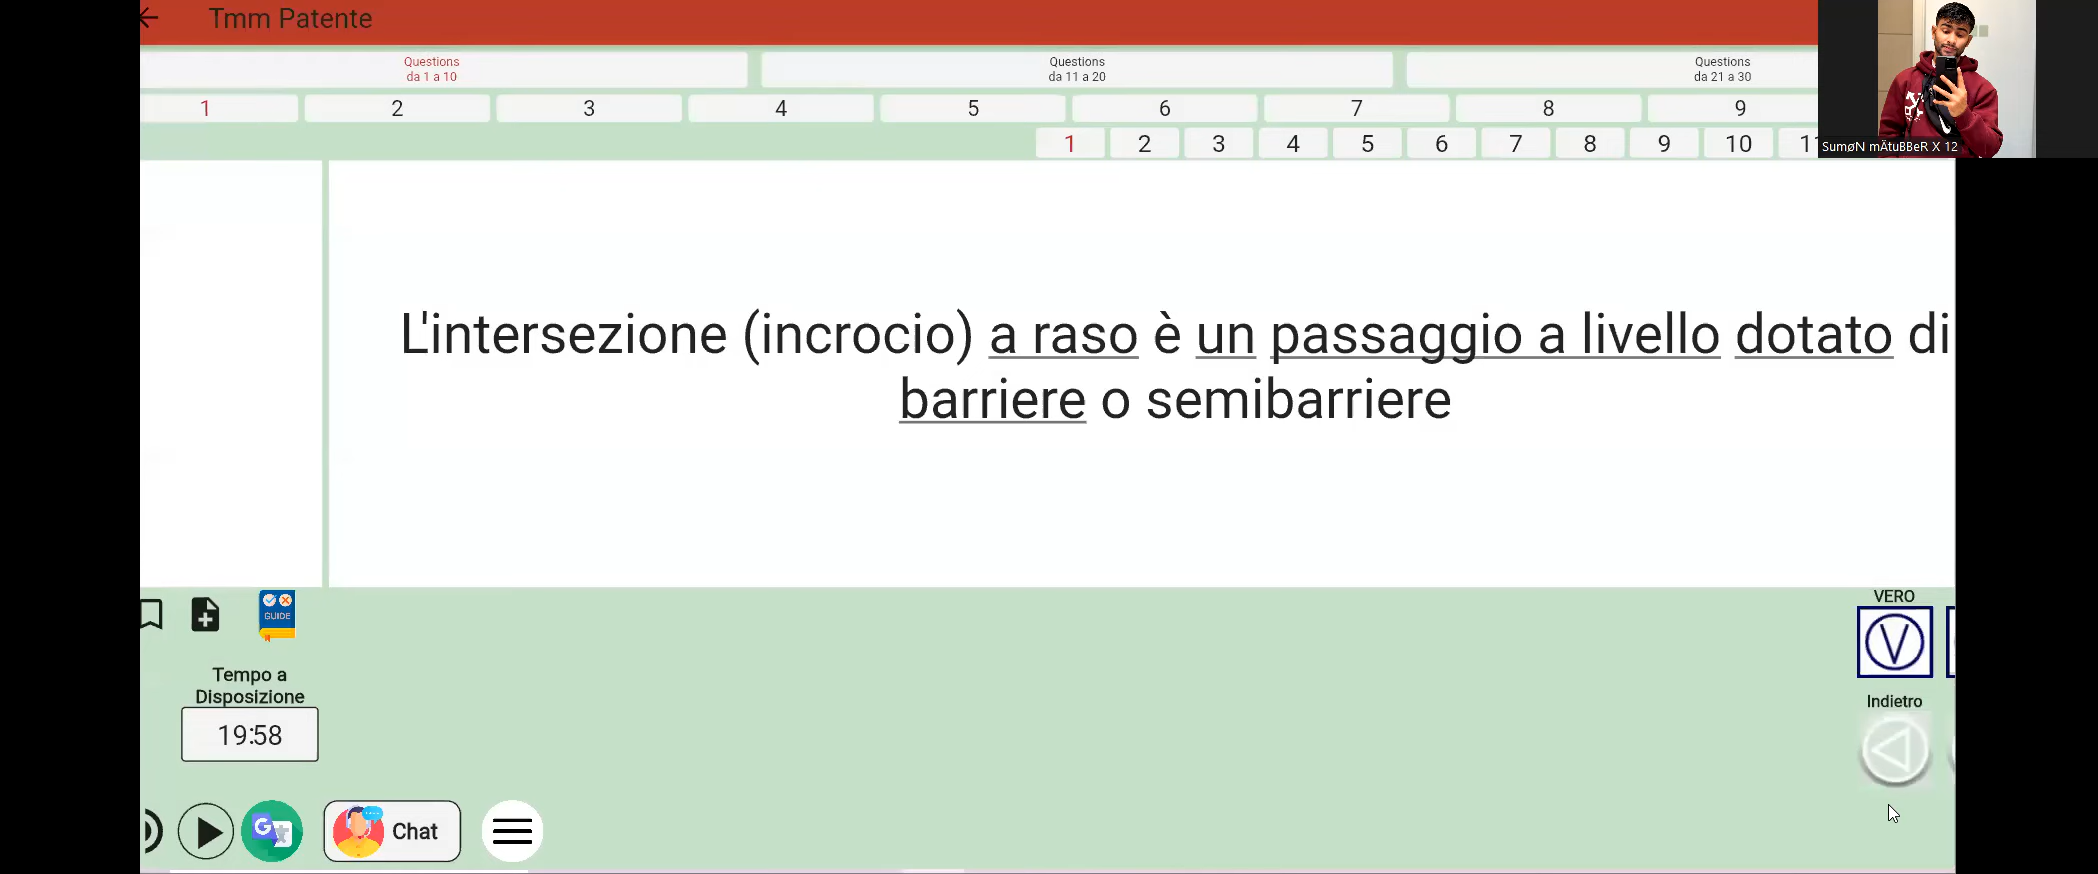 Tmm Patente
Questions
da 1 a 10
Questions
da 11 a 20
Questions
da 21 a 30
1 2 3 4 5 6 7 8 9
1 2 3 4 5 6 7 8 9 10 11
SumøN mÄtuBBeR X 12
L'intersezione (incrocio) a raso è un passaggio a livello dotato di
barriere o semibarriere
GUIDE
VERO
V
Tempo a
Disposizione
19:58
Indietro
G
Chat